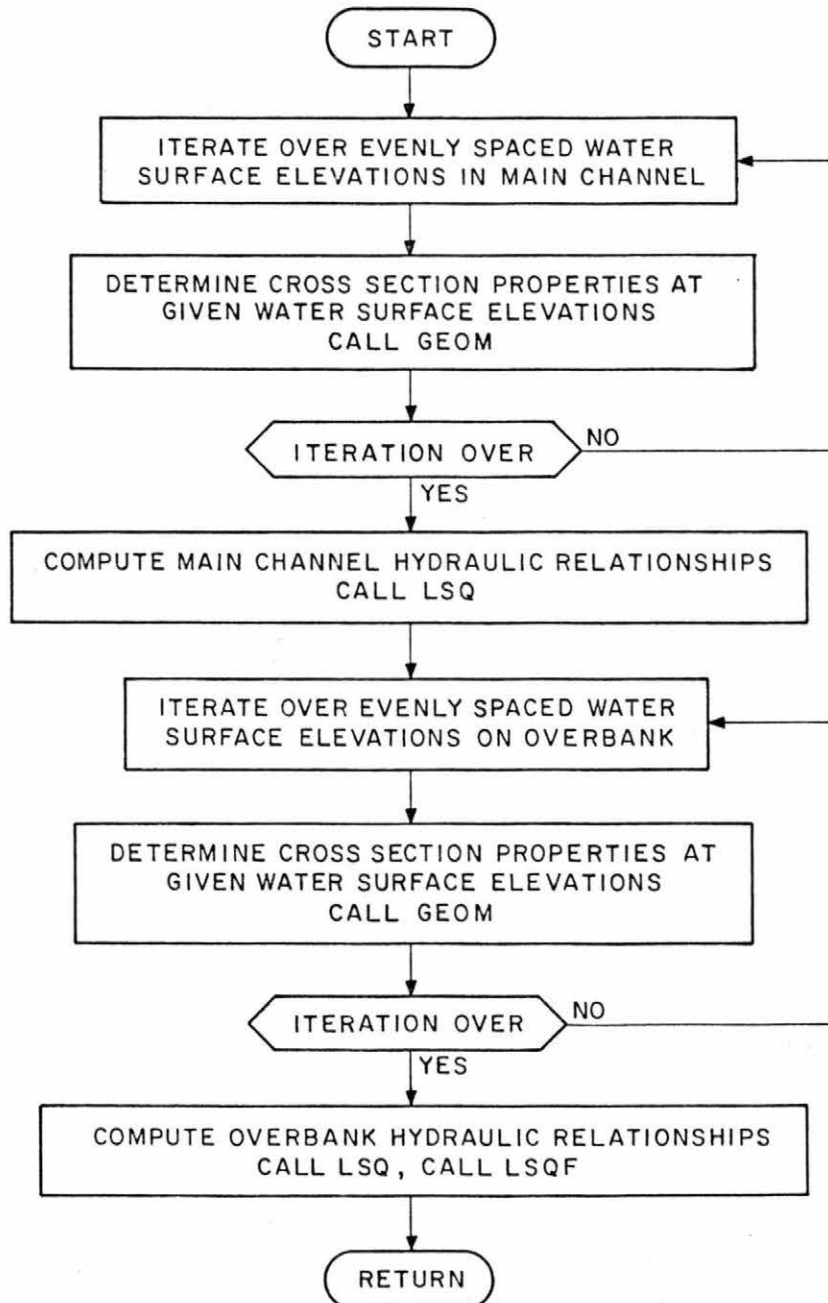 START
ITERATE OVER EVENLY SPACED WATER
SURFACE ELEVATIONS IN MAIN CHANNEL
DETERMINE CROSS SECTION PROPERTIES AT
GIVEN WATER SURFACE ELEVATIONS
CALL GEOM
ITERATION OVER
NO
YES
COMPUTE MAIN CHANNEL HYDRAULIC RELATIONSHIPS
CALL LSQ
ITERATE OVER EVENLY SPACED WATER
SURFACE ELEVATIONS ON OVERBANK
DETERMINE CROSS SECTION PROPERTIES AT
GIVEN WATER SURFACE ELEVATIONS
CALL GEOM
ITERATION OVER
NO
YES
COMPUTE OVERBANK HYDRAULIC RELATIONSHIPS
CALL LSQ, CALL LSQF
RETURN